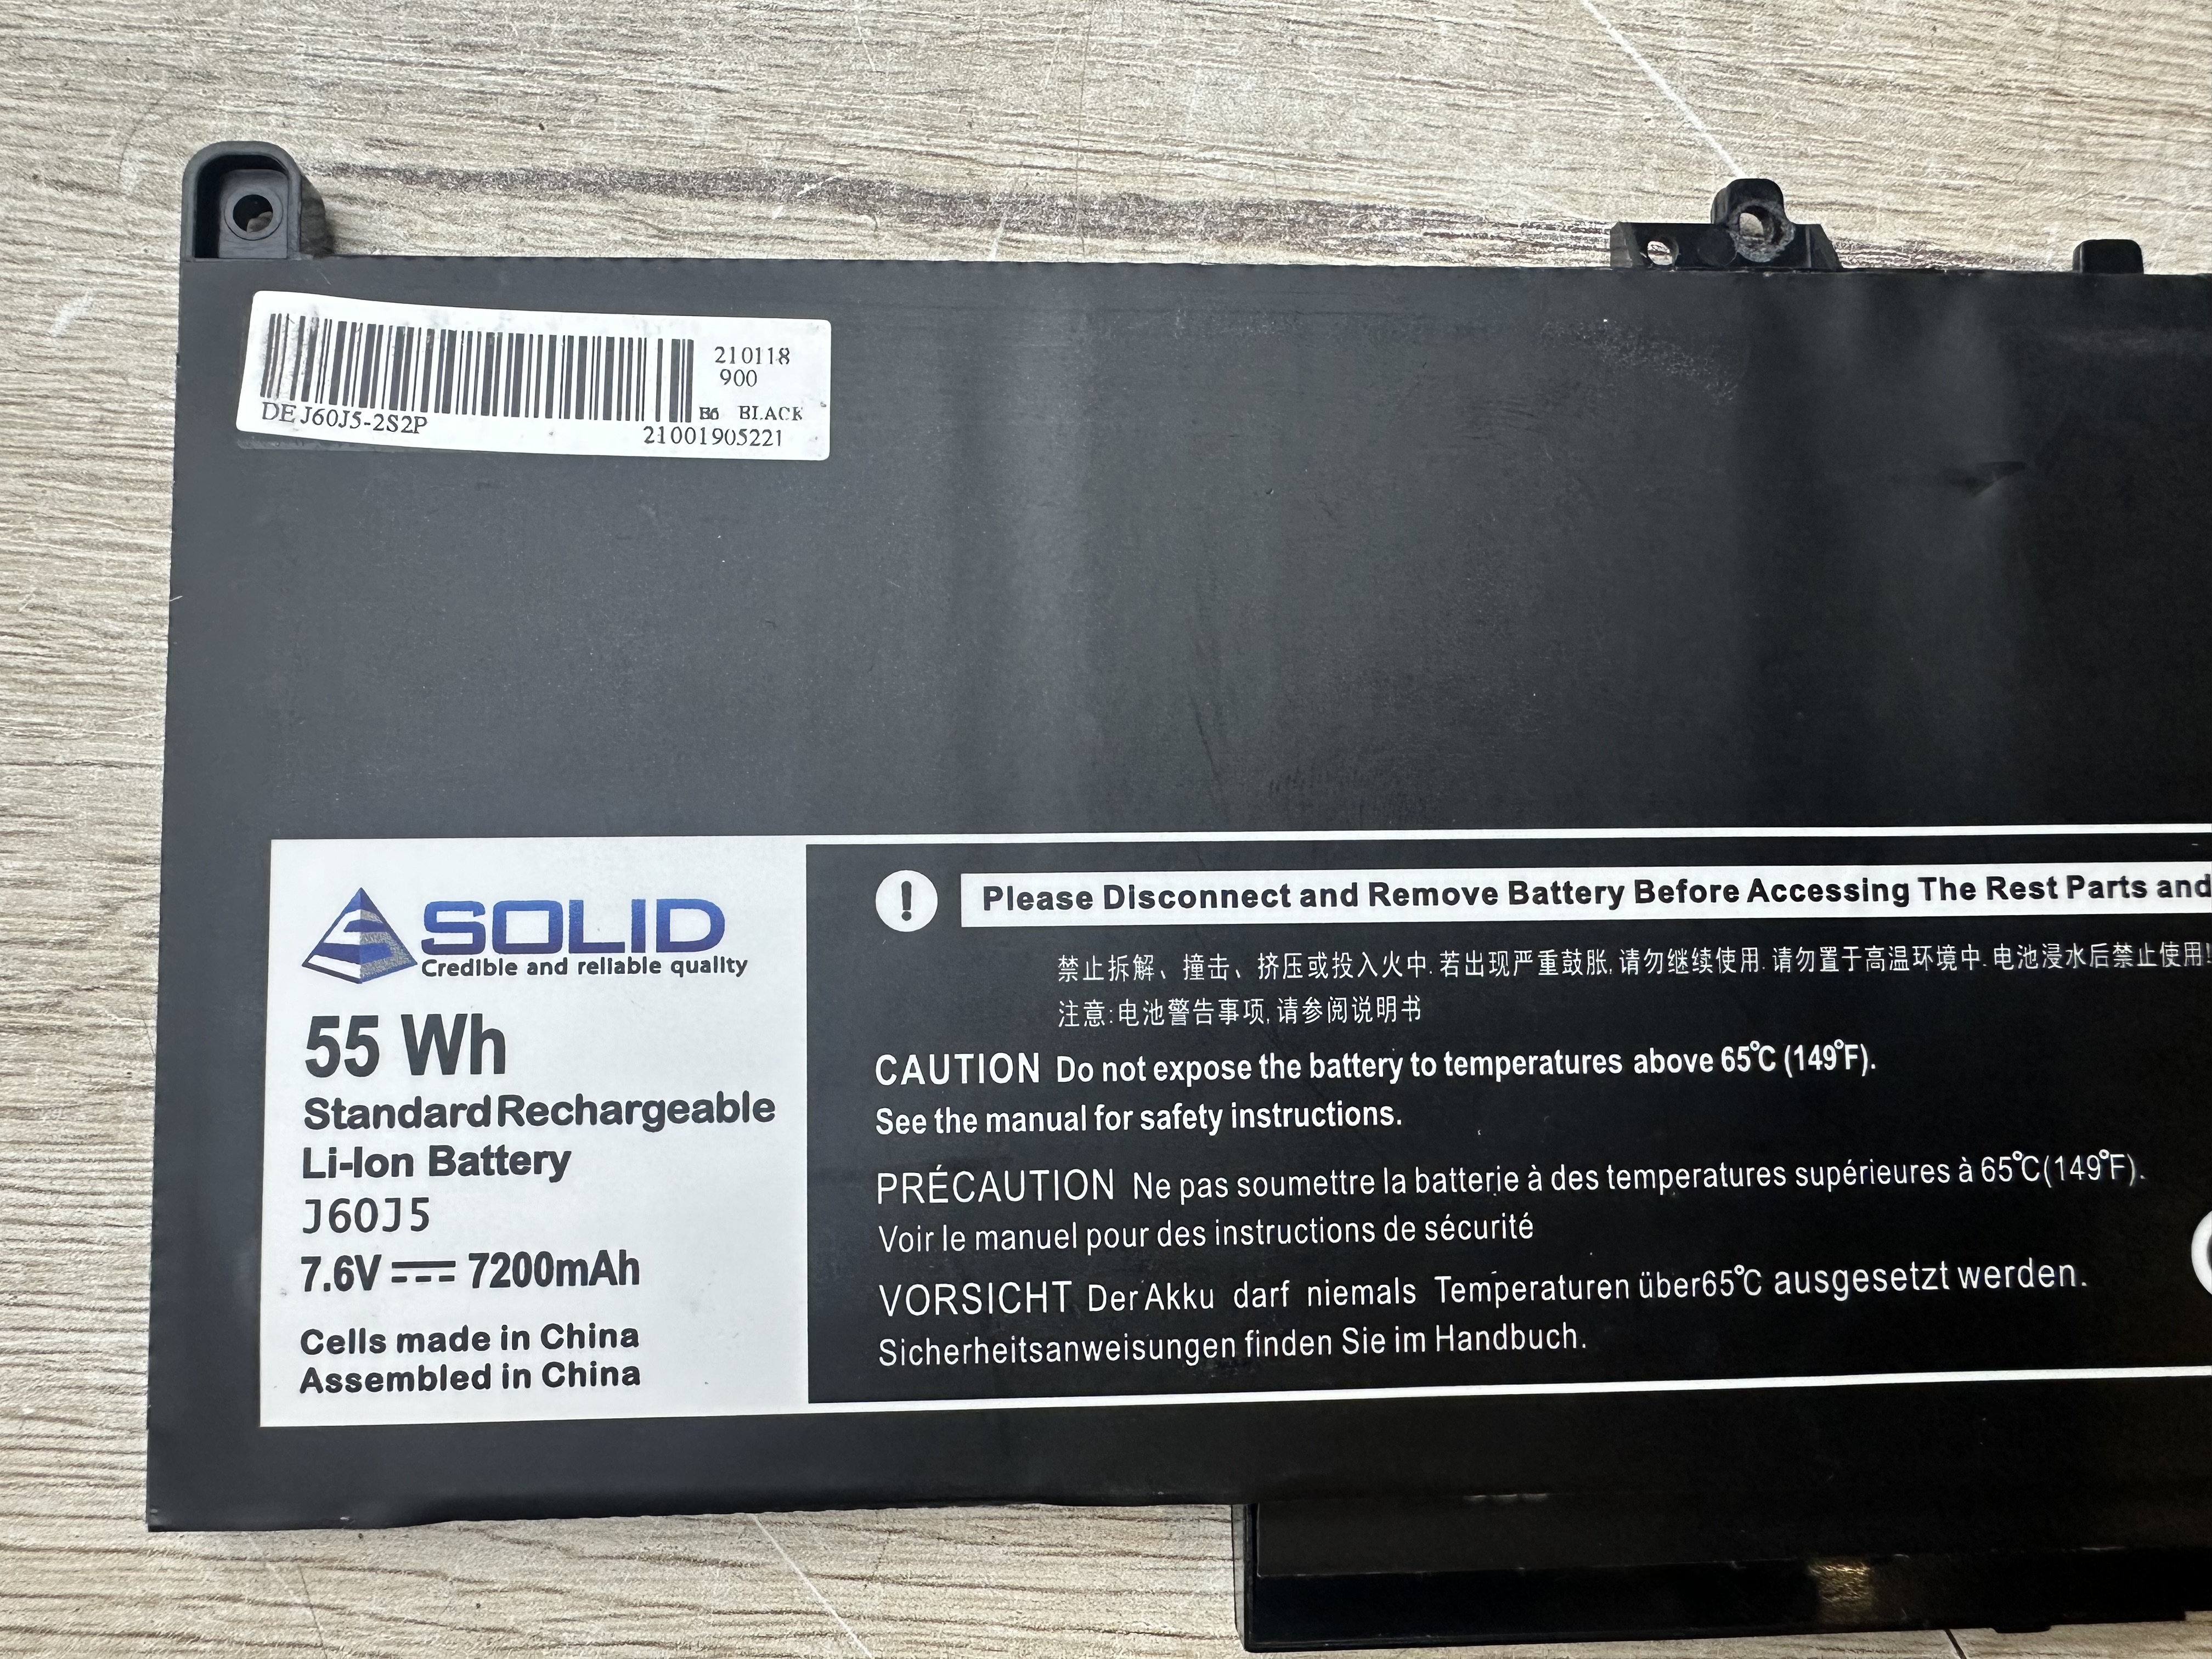 210118
900
B6 BLACK
DEJ60J5-2S2P
21001905221
SOLID
Credible and reliable quality
55 Wh
Standard Rechargeable
Li-Ion Battery
J60J5
7.6V 7200mAh
Cells made in China
Assembled in China
! Please Disconnect and Remove Battery Before Accessing The Rest Parts and
禁止拆解、撞击、挤压或投入火中.若出现严重鼓胀,请勿继续使用.请勿置于高温环境中.电池浸水后禁止使用!
注意:电池警告事项,请参阅说明书
CAUTION Do not expose the battery to temperatures above 65°C (149°F).
See the manual for safety instructions.
PRÉCAUTION Ne pas soumettre la batterie à des temperatures supérieures à 65°C(149°F).
Voir le manuel pour des instructions de sécurité
VORSICHT Der Akku darf niemals Temperaturen über65°C ausgesetzt werden.
Sicherheitsanweisungen finden Sie im Handbuch.